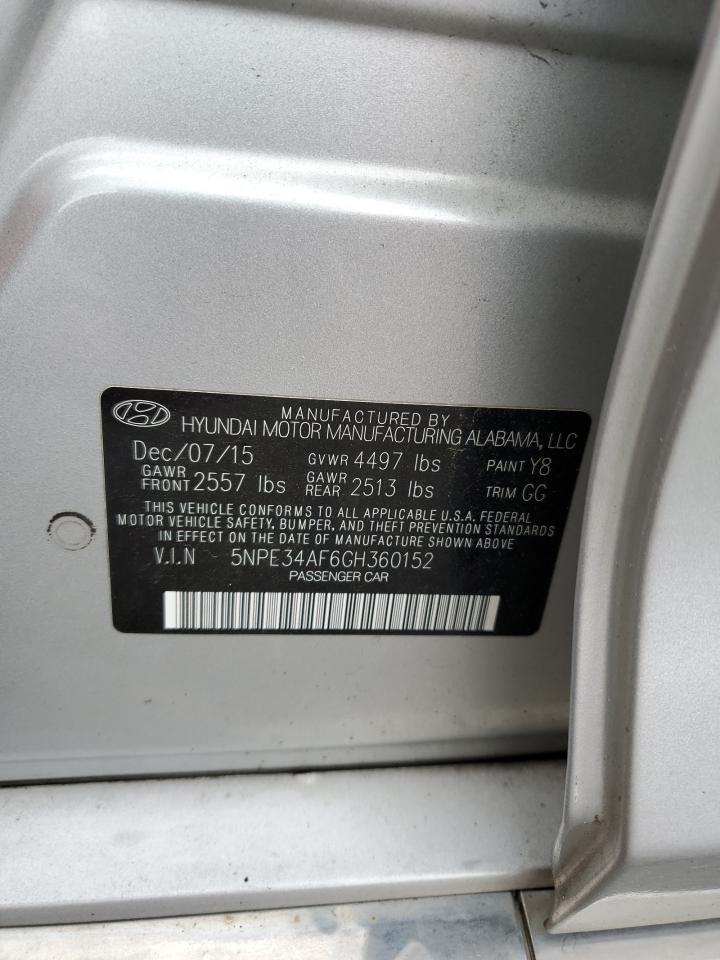 MANUFACTURED BY
HYUNDAI MOTOR MANUFACTURING ALABAMA, LLC
Dec/07/15 GVWR 4497 lbs PAINT Y8
GAWR FRONT 2557 lbs GAWR REAR 2513 lbs TRIM GG
THIS VEHICLE CONFORMS TO ALL APPLICABLE U.S.A. FEDERAL
MOTOR VEHICLE SAFETY, BUMPER, AND THEFT PREVENTION STANDARDS
IN EFFECT ON THE DATE OF MANUFACTURE SHOWN ABOVE
V.I.N 5NPE34AF6GH360152
PASSENGER CAR